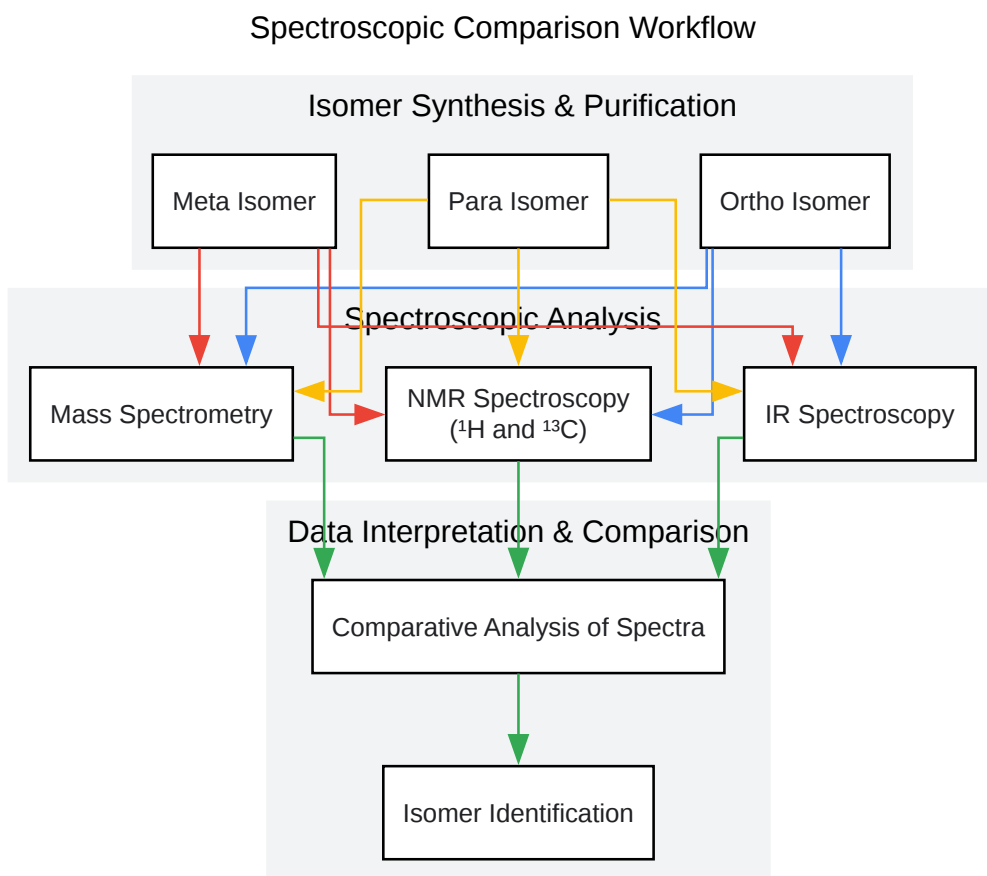 Spectroscopic Comparison Workflow
Isomer Synthesis & Purification
Meta Isomer
Para Isomer
Ortho Isomer
Spectroscopic Analysis
Mass Spectrometry
NMR Spectroscopy
(¹H and ¹³C)
IR Spectroscopy
Data Interpretation & Comparison
Comparative Analysis of Spectra
Isomer Identification